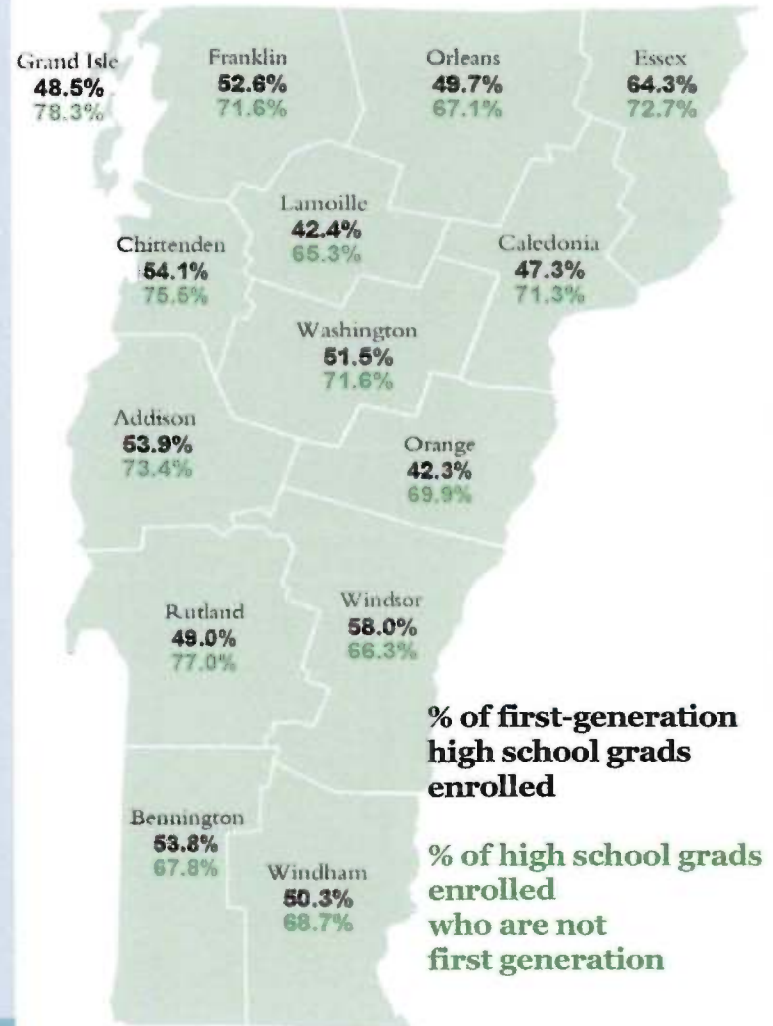 Grand Isle
48.5%
78.3%
Franklin
52.6%
71.6%
Orleans
49.7%
67.1%
Essex
64.3%
72.7%
Lamoille
42.4%
65.3%
Chittenden
54.1%
75.5%
Caledonia
47.3%
71.3%
Washington
51.5%
71.6%
Addison
53.9%
73.4%
Orange
42.3%
69.9%
Rutland
49.0%
77.0%
Windsor
58.0%
66.3%
% of first-generation
high school grads
enrolled
Bennington
53.8%
67.8%
Windham
50.3%
68.7%
% of high school grads
enrolled
who are not
first generation